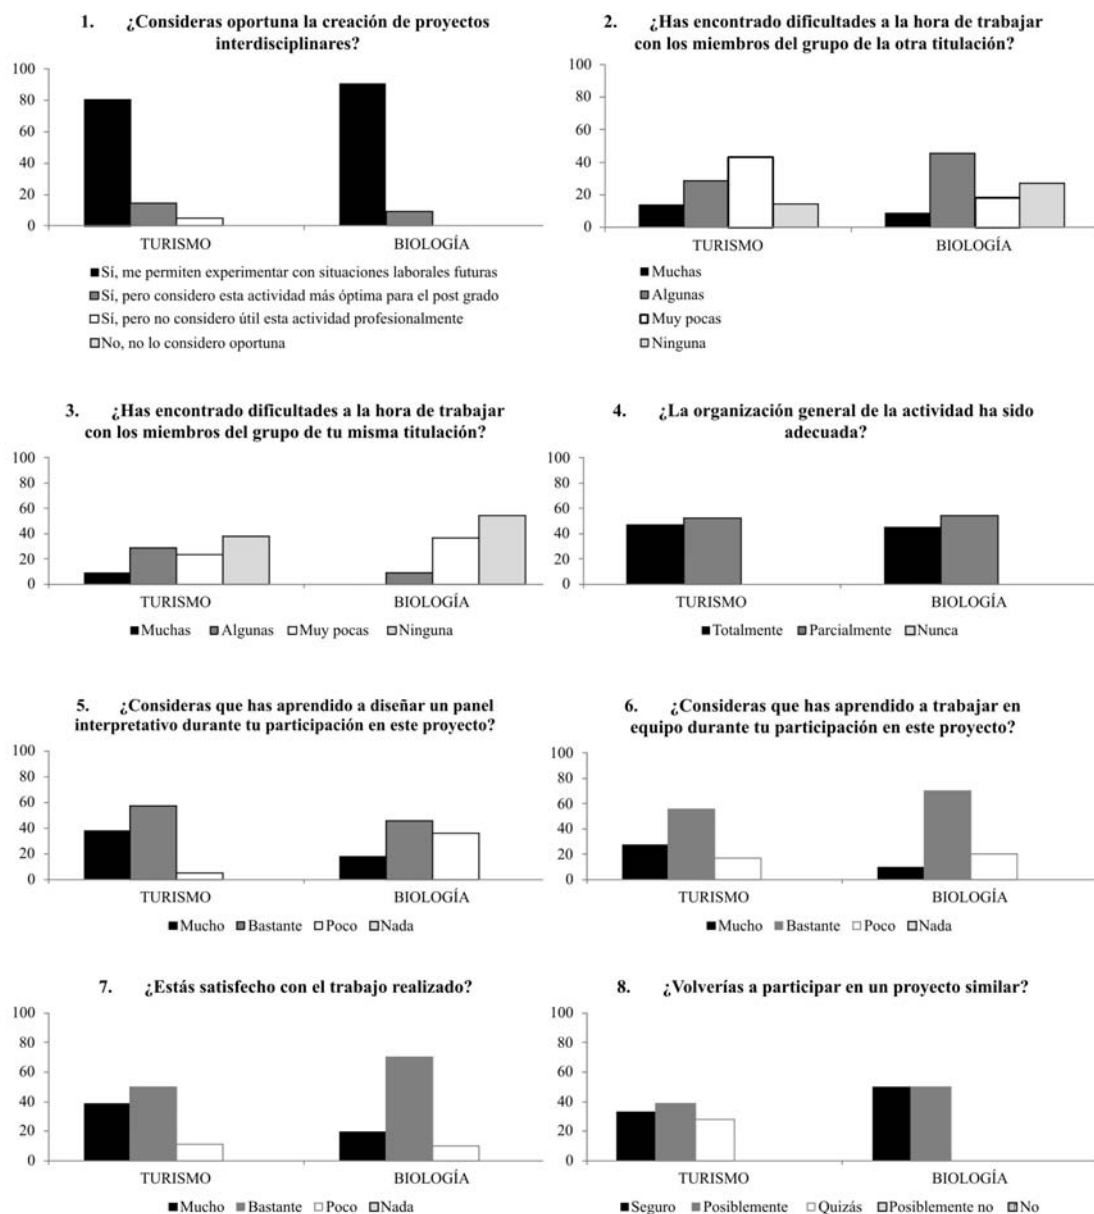 1. ¿Consideras oportuna la creación de proyectos
interdisciplinares?
100
80
60
40
20
0
TURISMO BIOLOGÍA
Sí, me permiten experimentar con situaciones laborales futuras
Sí, pero considero esta actividad más óptima para el post grado
Sí, pero no considero útil esta actividad profesionalmente
No, no lo considero oportuna
2. ¿Has encontrado dificultades a la hora de trabajar
con los miembros del grupo de la otra titulación?
100
80
60
40
20
0
TURISMO BIOLOGÍA
Muchas
Algunas
Muy pocas
Ninguna
3. ¿Has encontrado dificultades a la hora de trabajar
con los miembros del grupo de tu misma titulación?
100
80
60
40
20
0
TURISMO BIOLOGÍA
Muchas Algunas Muy pocas Ninguna
4. ¿La organización general de la actividad ha sido
adecuada?
100
80
60
40
20
0
TURISMO BIOLOGÍA
Totalmente Parcialmente Nunca
5. ¿Consideras que has aprendido a diseñar un panel
interpretativo durante tu participación en este proyecto?
100
80
60
40
20
0
TURISMO BIOLOGÍA
Mucho Bastante Poco Nada
6. ¿Consideras que has aprendido a trabajar en
equipo durante tu participación en este proyecto?
100
80
60
40
20
0
TURISMO BIOLOGÍA
Mucho Bastante Poco Nada
7. ¿Estás satisfecho con el trabajo realizado?
100
80
60
40
20
0
TURISMO BIOLOGÍA
Mucho Bastante Poco Nada
8. ¿Volverías a participar en un proyecto similar?
100
80
60
40
20
0
TURISMO BIOLOGÍA
Seguro Posiblemente Quizás Posiblemente no No